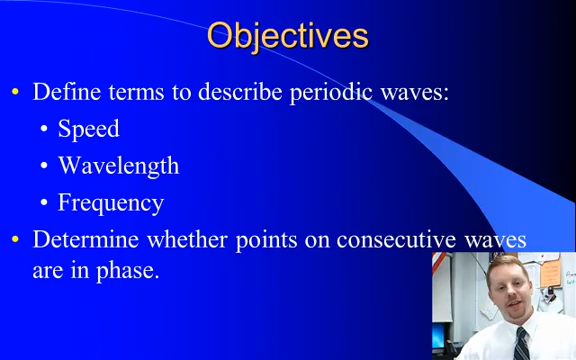 Objectives
• Define terms to describe periodic waves:
• Speed
• Wavelength
• Frequency
• Determine whether points on consecutive waves
are in phase.